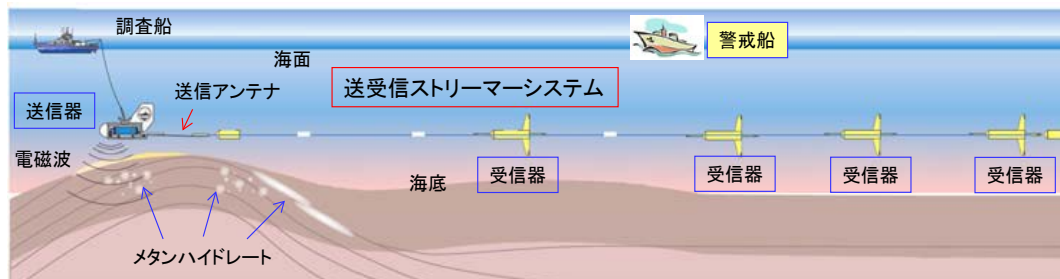 調査船
警戒船
海面
送信アンテナ
送受信ストリーマーシステム
送信器
電磁波
受信器
受信器
受信器
受信器
海底
メタンハイドレート